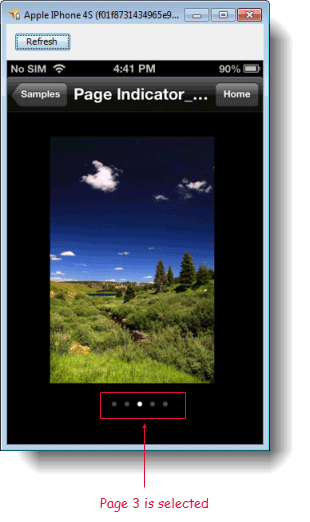 Apple IPhone 4S (f01f8731434965e9...
Refresh
No SIM 4:41 PM 90%
Samples Page Indicator_... Home
Page 3 is selected